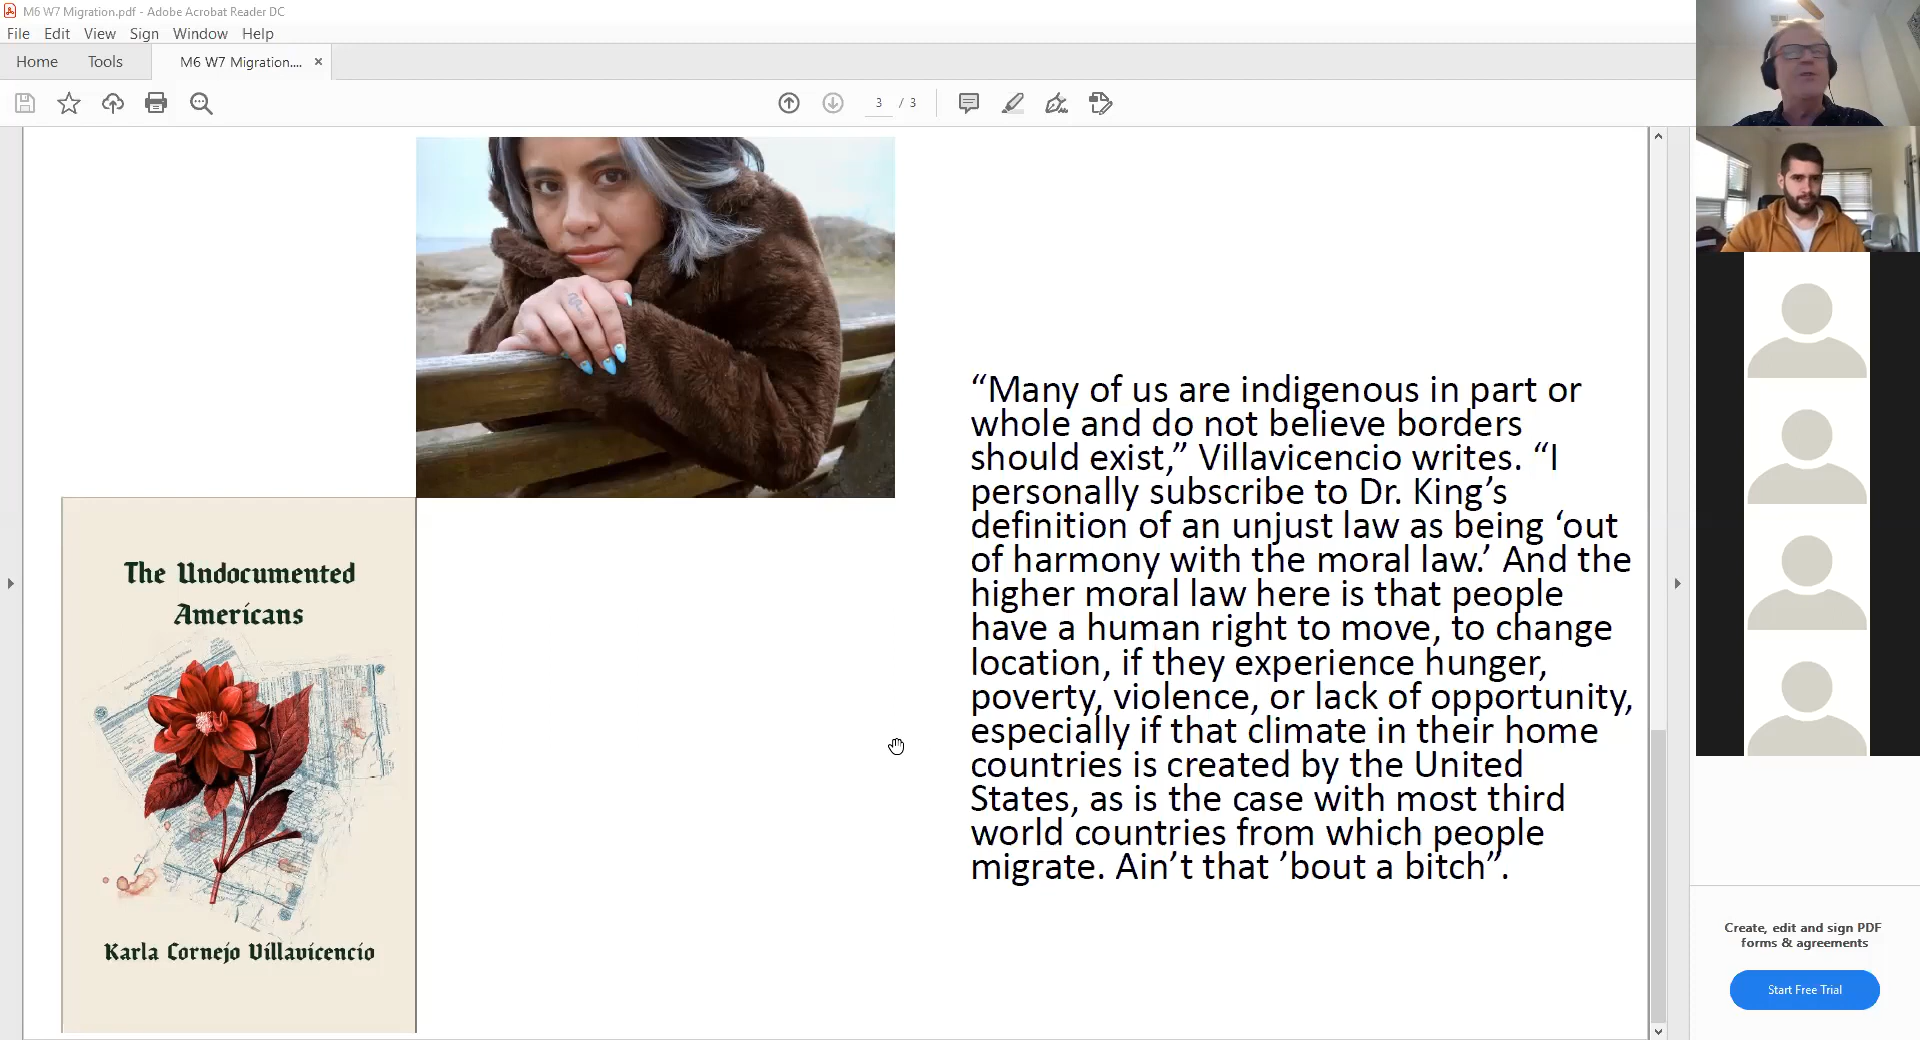 M6 W7 Migration.pdf - Adobe Acrobat Reader DC
File Edit View Sign Window Help
Home Tools M6 W7 Migration.... ×
3 / 3
“Many of us are indigenous in part or
whole and do not believe borders
should exist,” Villavicencio writes. “I
personally subscribe to Dr. King’s
definition of an unjust law as being ‘out
of harmony with the moral law.’ And the
higher moral law here is that people
have a human right to move, to change
location, if they experience hunger,
poverty, violence, or lack of opportunity,
especially if that climate in their home
countries is created by the United
States, as is the case with most third
world countries from which people
migrate. Ain’t that ’bout a bitch”.
The Undocumented
Americans
Karla Cornejo Villavicencio
Create, edit and sign PDF
forms & agreements
Start Free Trial